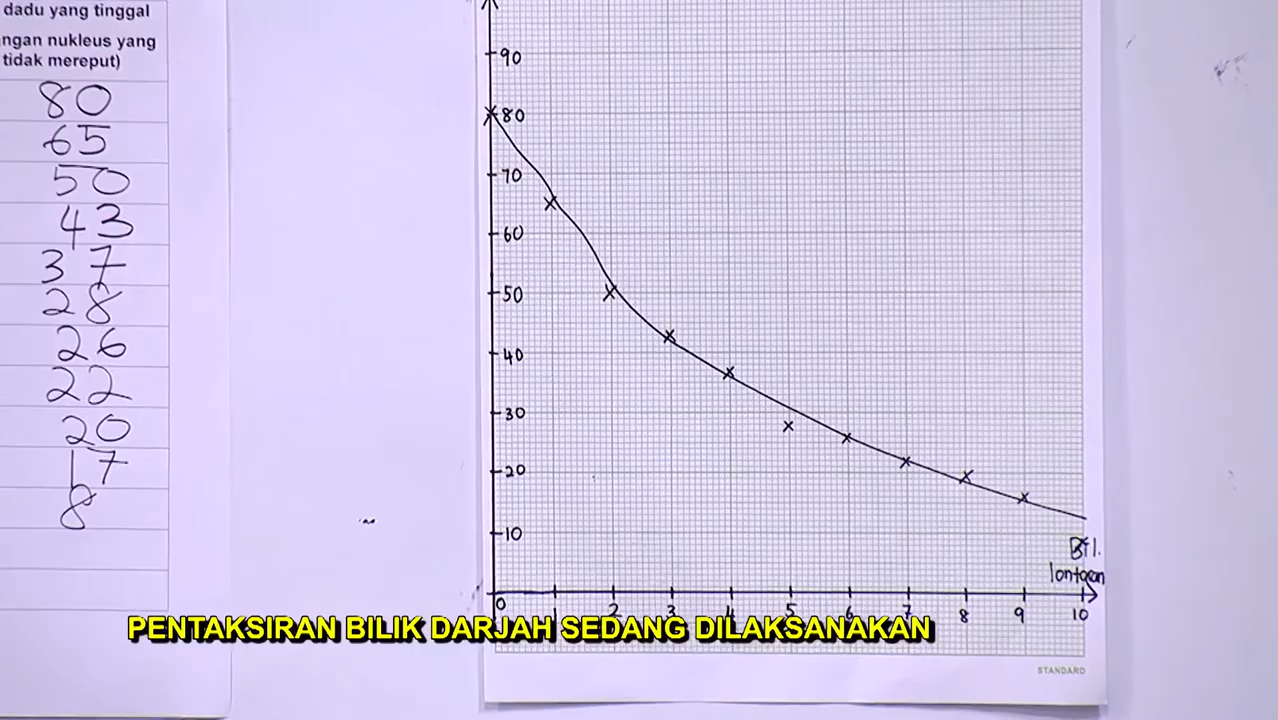 dadu yang tinggal
ngan nukleus yang
tidak mereput)
80
65
50
43
37
28
26
22
20
17
8
90
80
70
60
50
40
30
20
10
Bil.
lontaran
0 1 2 3 4 5 6 7 8 9 10
PENTAKSIRAN BILIK DARJAH SEDANG DILAKSANAKAN
STANDARD